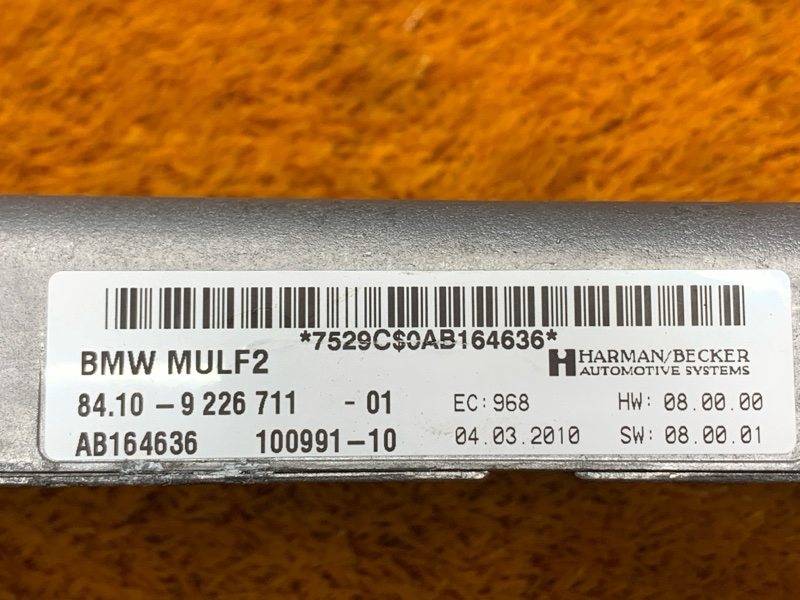 *7529C$0AB164636*
BMW MULF2
HARMAN/BECKER
AUTOMOTIVE SYSTEMS
84.10 - 9 226 711 - 01 EC: 968 HW: 08.00.00
AB164636 100991-10 04.03.2010 SW: 08.00.01